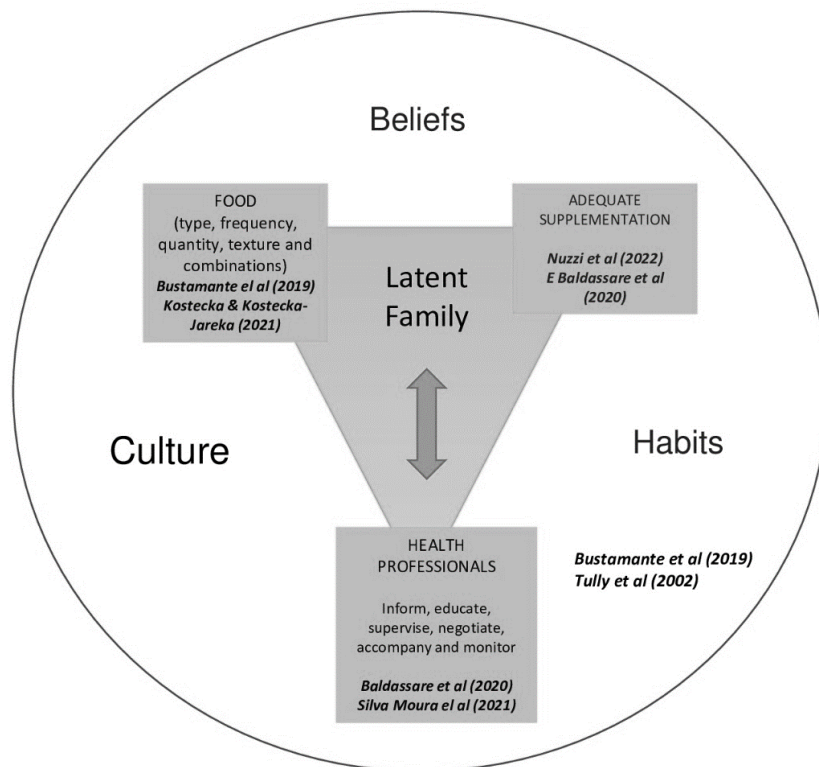 Beliefs
FOOD
(type, frequency,
quantity, texture and
combinations)
Bustamante el al (2019)
Kostecka & Kostecka-
Jareka (2021)
ADEQUATE
SUPPLEMENTATION
Nuzzi et al (2022)
E Baldassare et al
(2020)
Latent
Family
Culture
Habits
HEALTH
PROFESSIONALS
Inform, educate,
supervise, negotiate,
accompany and monitor
Baldassare et al (2020)
Silva Moura el al (2021)
Bustamante et al (2019)
Tully et al (2002)